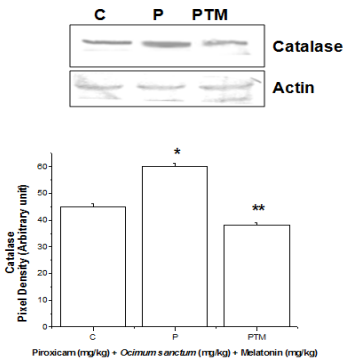 C P PTM
Catalase
Actin
Catalase
Pixel Density (Arbitrary unit)
60
50
40
30
20
10
0
*
**
C P PTM
Piroxicam (mg/kg) + Ocimum sanctum (mg/kg) + Melatonin (mg/kg)